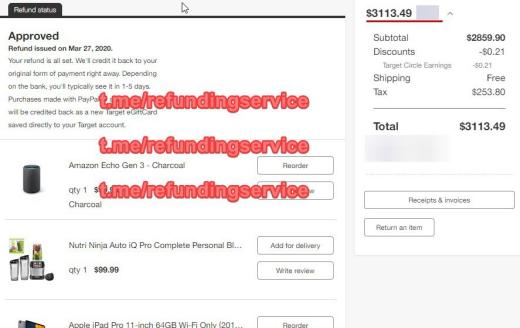 Refund status
Approved
Refund issued on Mar 27, 2020.
Your refund is all set. We'll credit it back to your
original form of payment right away. Depending
on the bank, you'll typically see it in 1-5 days.
Purchases made with PayPa
will be credited back as a new Target eGiftCard
saved directly to your Target account.
t.me/refundingservice
t.me/refundingservice
Amazon Echo Gen 3 - Charcoal
Reorder
qty 1
t.me/refundingservice
Charcoal
Nutri Ninja Auto iQ Pro Complete Personal Bl...
Add for delivery
qty 1 $99.99
Write review
Apple iPad Pro 11-inch 64GB Wi-Fi Only (201...
Reorder
$3113.49
Subtotal $2859.90
Discounts -$0.21
Target Circle Earnings -$0.21
Shipping Free
Tax $253.80
Total $3113.49
Receipts & invoices
Return an item